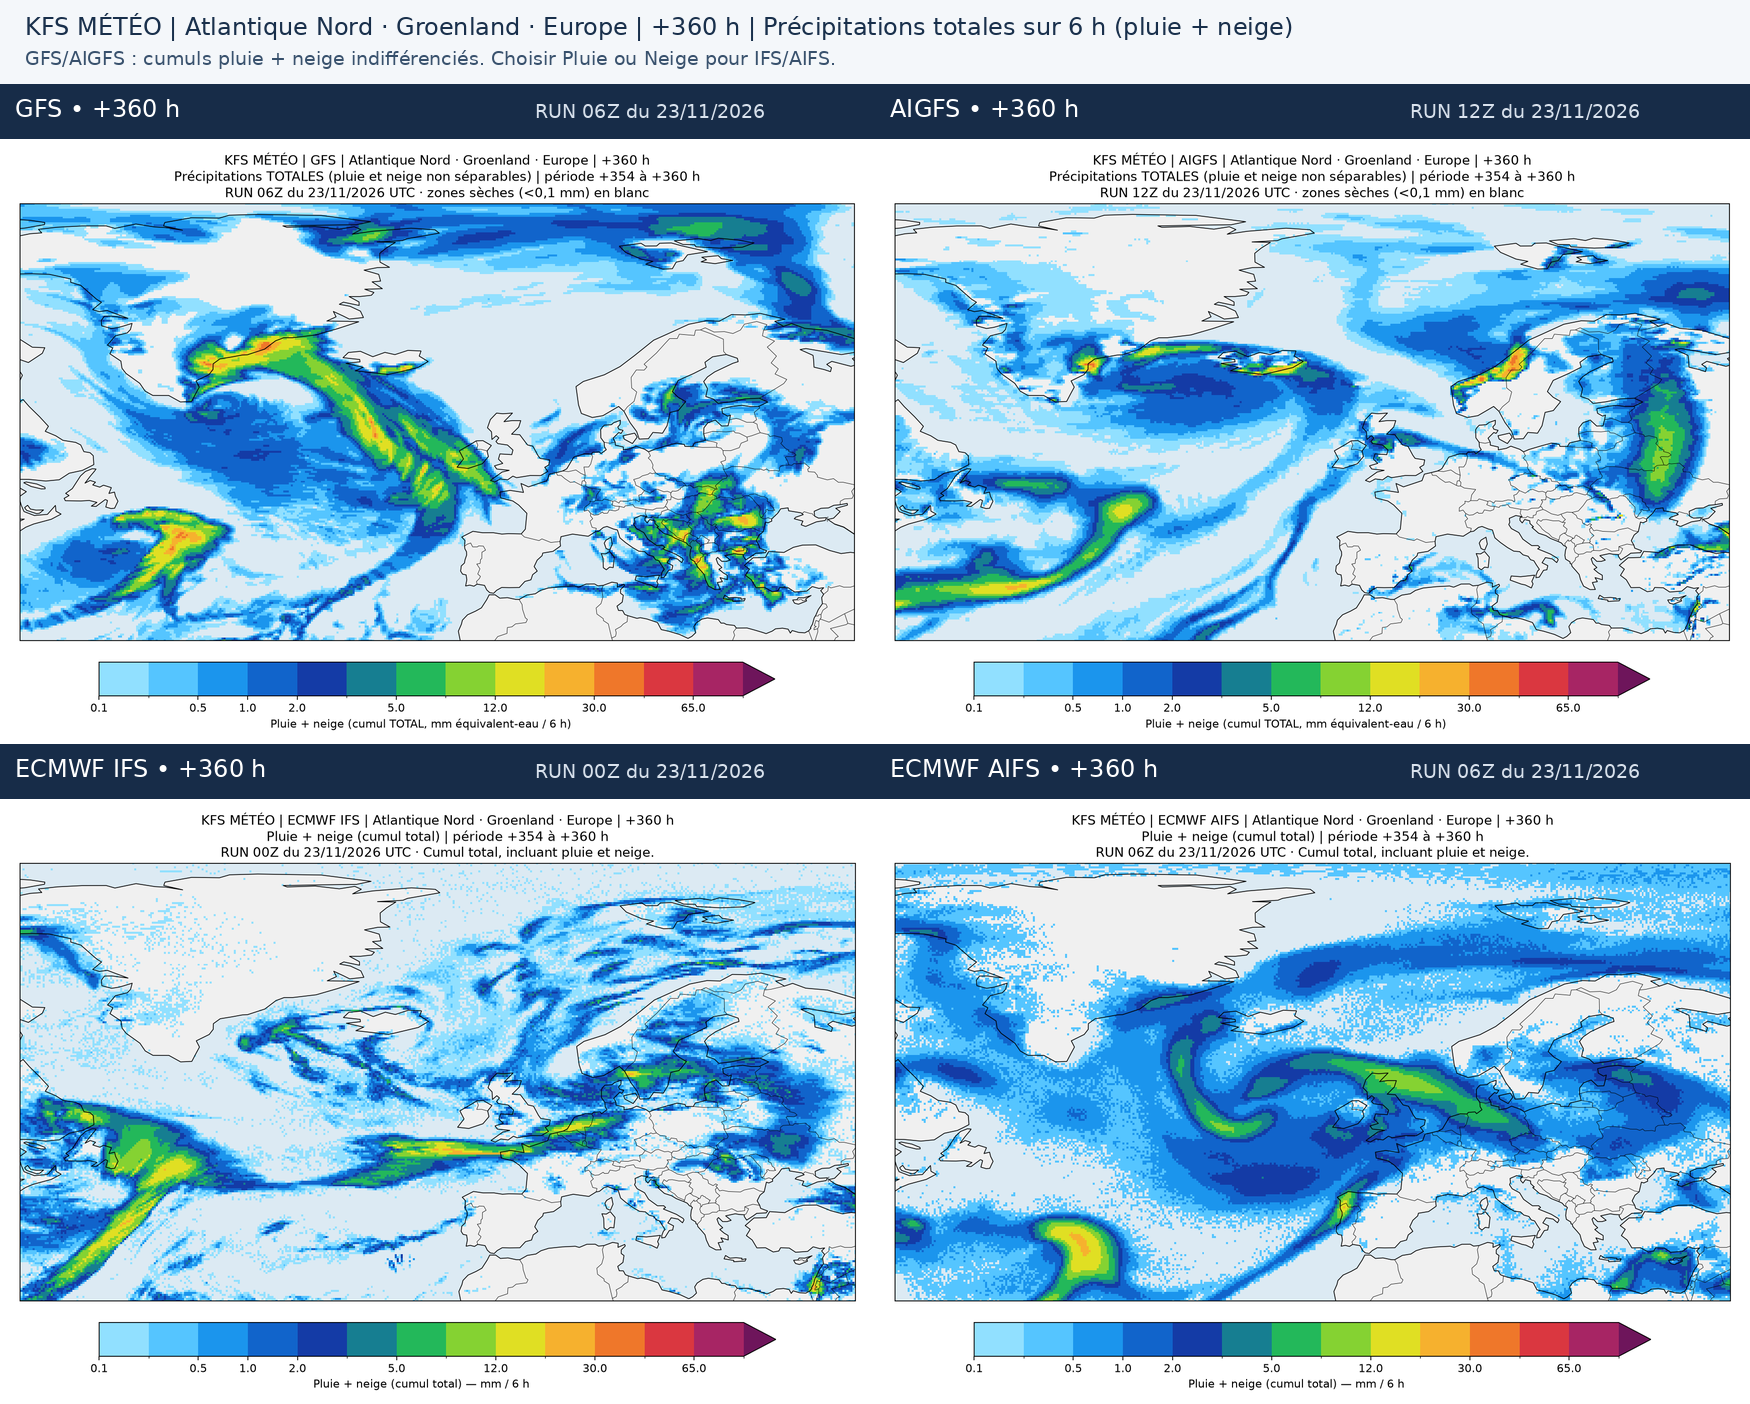 KFS MÉTÉO | Atlantique Nord · Groenland · Europe | +360 h | Précipitations totales sur 6 h (pluie + neige)
GFS/AIGFS : cumuls pluie + neige indifférenciés. Choisir Pluie ou Neige pour IFS/AIFS.
GFS • +360 h
RUN 06Z du 23/11/2026
KFS MÉTÉO | GFS | Atlantique Nord · Groenland · Europe | +360 h
Précipitations TOTALES (pluie et neige non séparables) | période +354 à +360 h
RUN 06Z du 23/11/2026 UTC · zones sèches (<0,1 mm) en blanc
0.1 0.5 1.0 2.0 5.0 12.0 30.0 65.0
Pluie + neige (cumul TOTAL, mm équivalent-eau / 6 h)
AIGFS • +360 h
RUN 12Z du 23/11/2026
KFS MÉTÉO | AIGFS | Atlantique Nord · Groenland · Europe | +360 h
Précipitations TOTALES (pluie et neige non séparables) | période +354 à +360 h
RUN 12Z du 23/11/2026 UTC · zones sèches (<0,1 mm) en blanc
0.1 0.5 1.0 2.0 5.0 12.0 30.0 65.0
Pluie + neige (cumul TOTAL, mm équivalent-eau / 6 h)
ECMWF IFS • +360 h
RUN 00Z du 23/11/2026
KFS MÉTÉO | ECMWF IFS | Atlantique Nord · Groenland · Europe | +360 h
Pluie + neige (cumul total) | période +354 à +360 h
RUN 00Z du 23/11/2026 UTC · Cumul total, incluant pluie et neige.
0.1 0.5 1.0 2.0 5.0 12.0 30.0 65.0
Pluie + neige (cumul total) — mm / 6 h
ECMWF AIFS • +360 h
RUN 06Z du 23/11/2026
KFS MÉTÉO | ECMWF AIFS | Atlantique Nord · Groenland · Europe | +360 h
Pluie + neige (cumul total) | période +354 à +360 h
RUN 06Z du 23/11/2026 UTC · Cumul total, incluant pluie et neige.
0.1 0.5 1.0 2.0 5.0 12.0 30.0 65.0
Pluie + neige (cumul total) — mm / 6 h